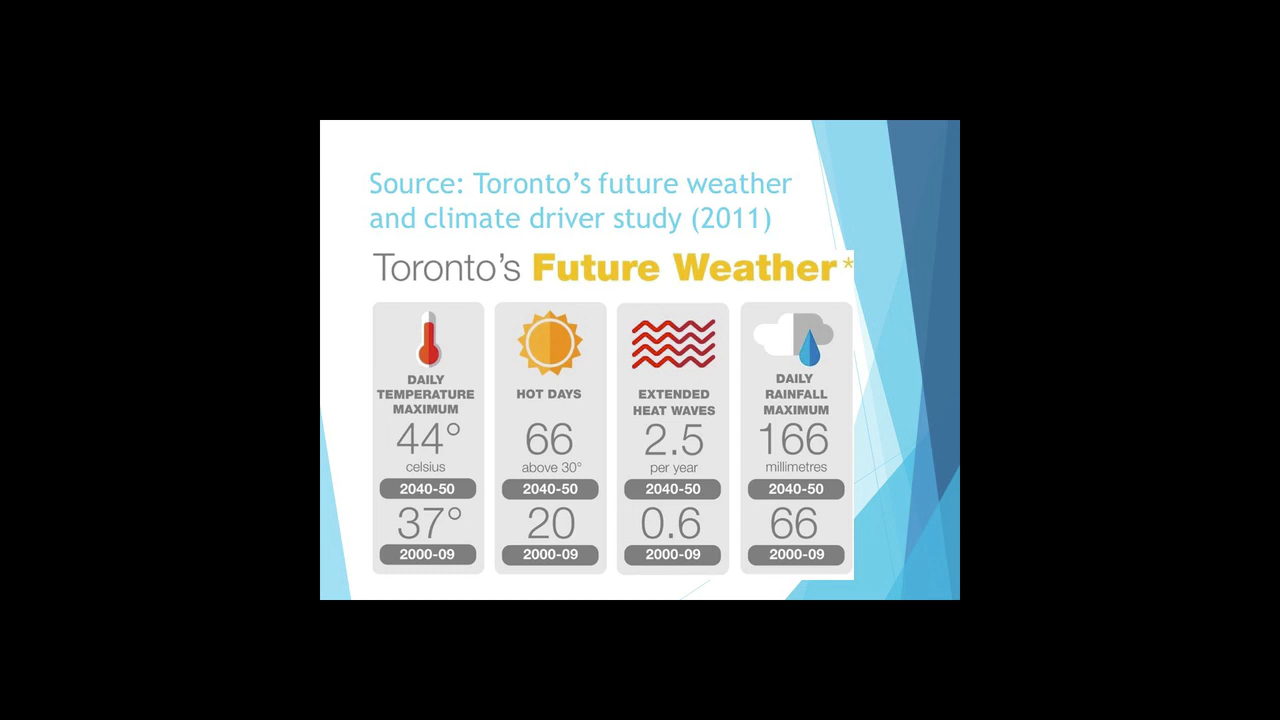 Source: Toronto's future weather
and climate driver study (2011)
Toronto's Future Weather*
DAILY
TEMPERATURE
MAXIMUM
44°
celsius
2040-50
37°
2000-09
HOT DAYS
66
above 30°
2040-50
20
2000-09
EXTENDED
HEAT WAVES
2.5
per year
2040-50
0.6
2000-09
DAILY
RAINFALL
MAXIMUM
166
millimetres
2040-50
66
2000-09